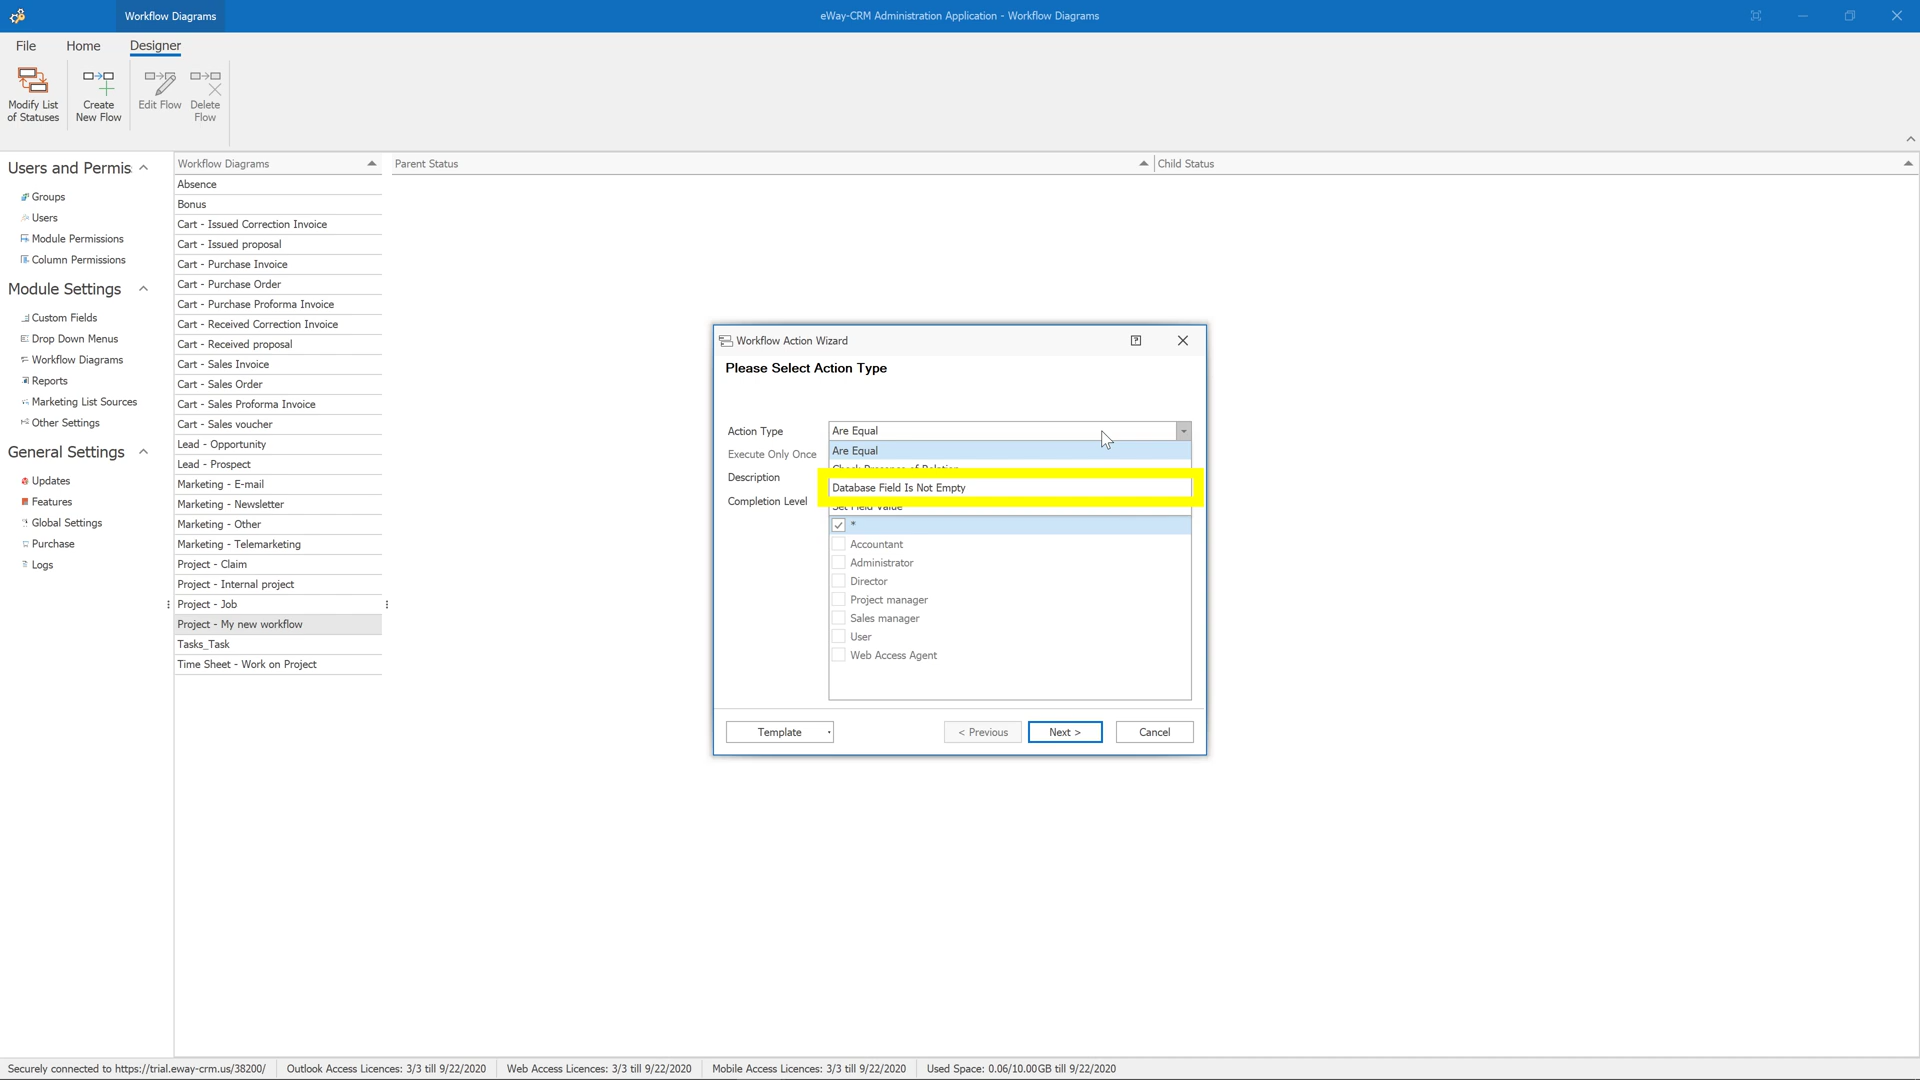 Workflow Diagrams
eWay-CRM Administration Application - Workflow Diagrams
File
Home
Designer
Modify List
of Statuses
Create
New Flow
Edit Flow
Delete
Flow
Users and Permis
Groups
Users
Module Permissions
Column Permissions
Module Settings
Custom Fields
Drop Down Menus
Workflow Diagrams
Reports
Marketing List Sources
Other Settings
General Settings
Updates
Features
Global Settings
Purchase
Logs
Workflow Diagrams
Absence
Bonus
Cart - Issued Correction Invoice
Cart - Issued proposal
Cart - Purchase Invoice
Cart - Purchase Order
Cart - Purchase Proforma Invoice
Cart - Received Correction Invoice
Cart - Received proposal
Cart - Sales Invoice
Cart - Sales Order
Cart - Sales Proforma Invoice
Cart - Sales voucher
Lead - Opportunity
Lead - Prospect
Marketing - E-mail
Marketing - Newsletter
Marketing - Other
Marketing - Telemarketing
Project - Claim
Project - Internal project
Project - Job
Project - My new workflow
Tasks_Task
Time Sheet - Work on Project
Parent Status
Child Status
Workflow Action Wizard
Please Select Action Type
Action Type
Are Equal
Execute Only Once
Are Equal
Check Presence of Relation
Description
Database Field Is Not Empty
Completion Level
Set Field Value
*
Accountant
Administrator
Director
Project manager
Sales manager
User
Web Access Agent
Template
< Previous
Next >
Cancel
Securely connected to https://trial.eway-crm.us/38200/
Outlook Access Licences: 3/3 till 9/22/2020
Web Access Licences: 3/3 till 9/22/2020
Mobile Access Licences: 3/3 till 9/22/2020
Used Space: 0.06/10.00GB till 9/22/2020